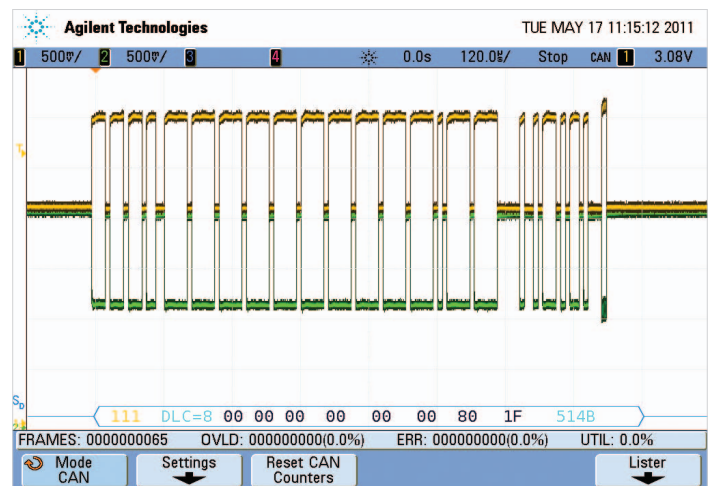 Agilent Technologies TUE MAY 17 11:15:12 2011
1 500mV/ 2 500mV/ 3 4 0.0s 120.0µs/ Stop CAN 1 3.08V
T
SD
111 DLC=8 00 00 00 00 00 00 80 1F 514B
FRAMES: 0000000065 OVLD: 000000000(0.0%) ERR: 000000000(0.0%) UTIL: 0.0%
Mode Settings Reset CAN Lister
CAN Counters